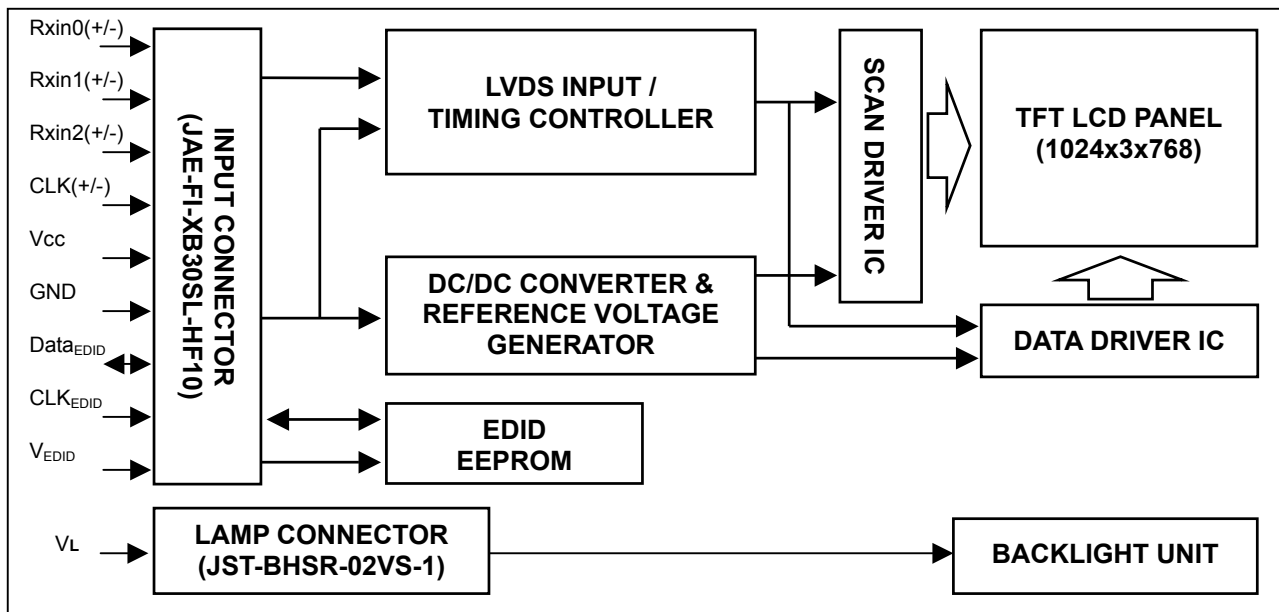 Rxin0(+/-)
Rxin1(+/-)
Rxin2(+/-)
CLK(+/-)
Vcc
GND
DataEDID
CLKEDID
VEDID
VL
INPUT CONNECTOR
(JAE-FI-XB30SL-HF10)
LVDS INPUT /
TIMING CONTROLLER
DC/DC CONVERTER &
REFERENCE VOLTAGE
GENERATOR
EDID
EEPROM
SCAN DRIVER IC
TFT LCD PANEL
(1024x3x768)
DATA DRIVER IC
LAMP CONNECTOR
(JST-BHSR-02VS-1)
BACKLIGHT UNIT